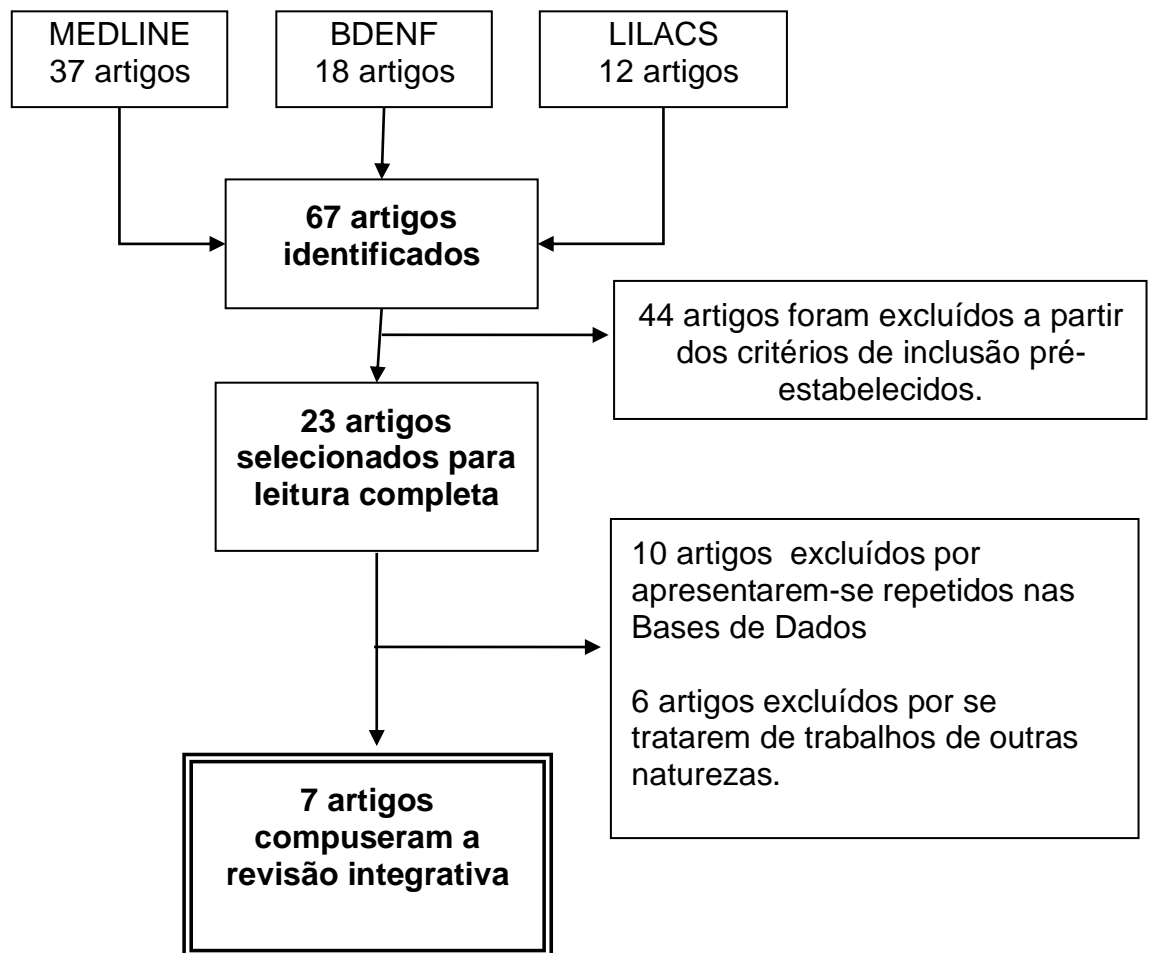 MEDLINE
37 artigos
BDENF
18 artigos
LILACS
12 artigos
67 artigos
identificados
44 artigos foram excluídos a partir
dos critérios de inclusão pré-
estabelecidos.
23 artigos
selecionados para
leitura completa
10 artigos  excluídos por
apresentarem-se repetidos nas
Bases de Dados
6 artigos excluídos por se
tratarem de trabalhos de outras
naturezas.
7 artigos
compuseram a
revisão integrativa